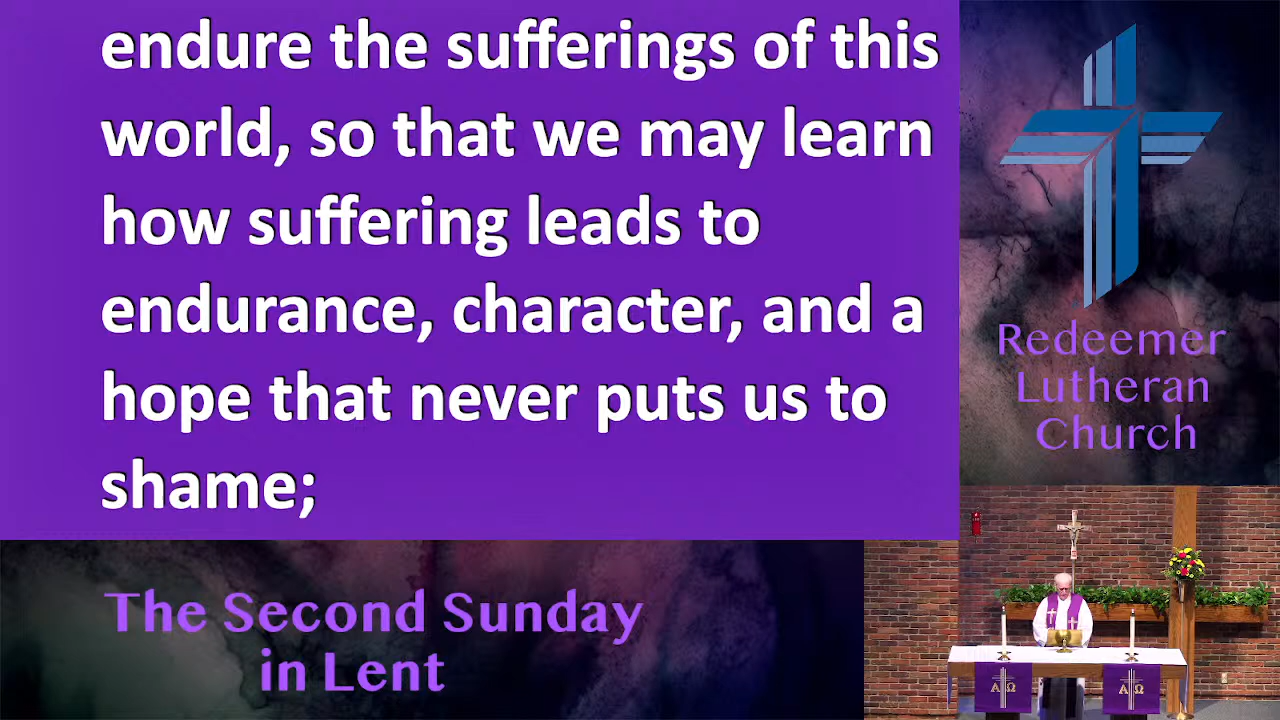 endure the sufferings of this
world, so that we may learn
how suffering leads to
endurance, character, and a
hope that never puts us to
shame;
Redeemer
Lutheran
Church
The Second Sunday
in Lent
Α Ω
Α Ω